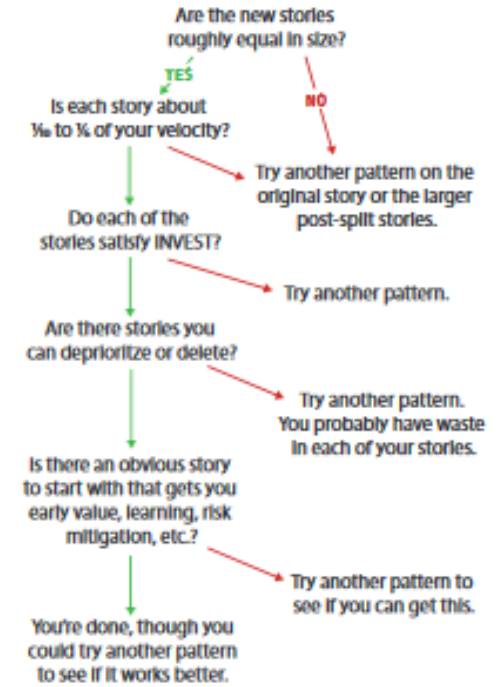 Are the new stories
roughly equal in size?
YES
NO
Is each story about
⅒ to ⅙ of your velocity?
Try another pattern on the
original story or the larger
post-split stories.
Do each of the
stories satisfy INVEST?
Try another pattern.
Are there stories you
can deprioritze or delete?
Try another pattern.
You probably have waste
in each of your stories.
Is there an obvious story
to start with that gets you
early value, learning, risk
mitigation, etc.?
Try another pattern to
see if you can get this.
You're done, though you
could try another pattern
to see if it works better.